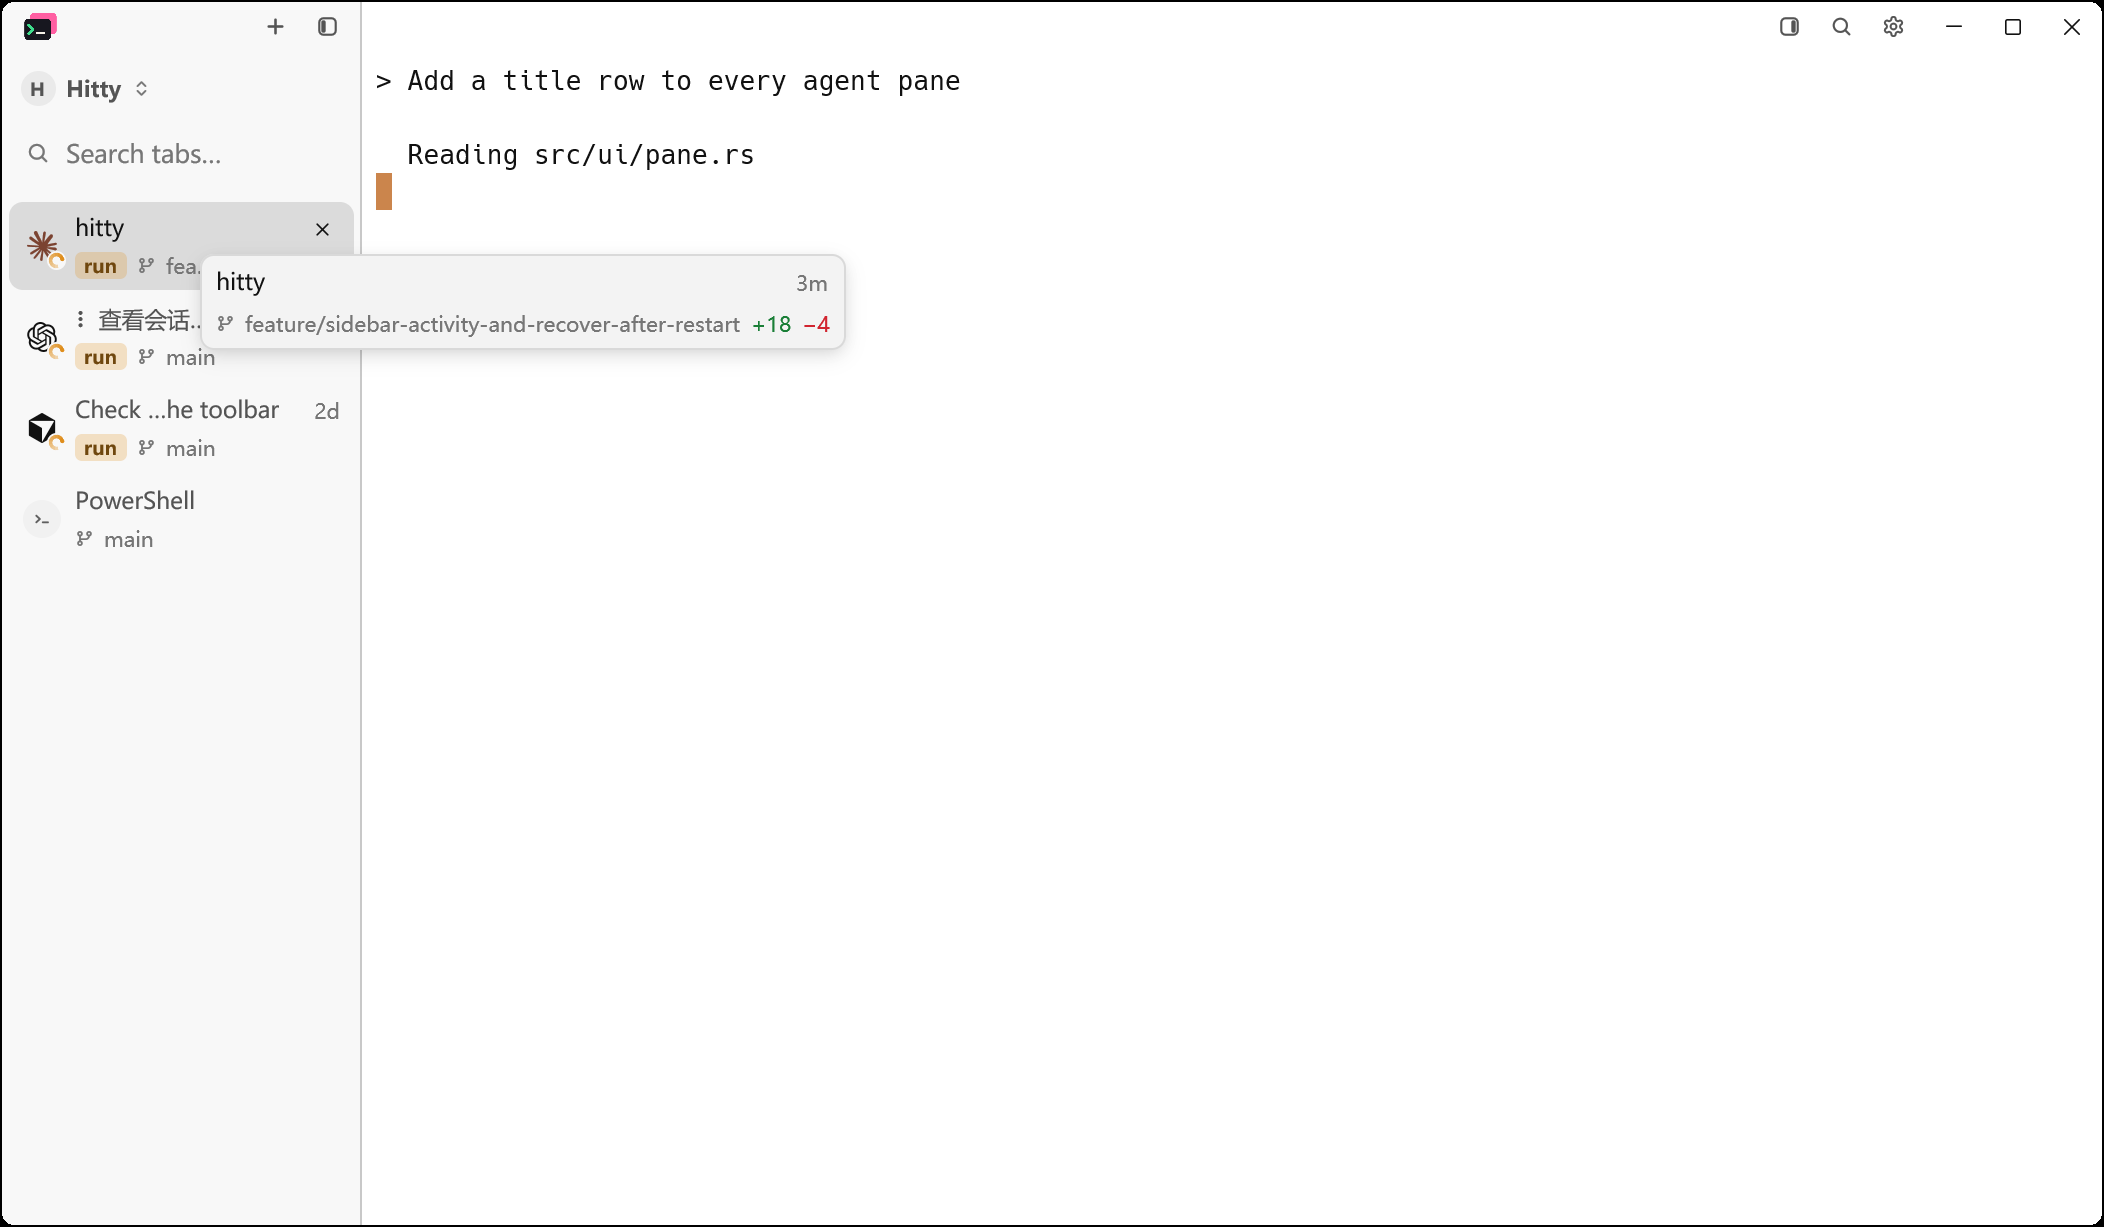 H Hitty
Search tabs...
> Add a title row to every agent pane
Reading src/ui/pane.rs
hitty
run fea.
hitty 3m
feature/sidebar-activity-and-recover-after-restart +18 −4
⋮ 查看会话...
run main
Check ...he toolbar 2d
run main
PowerShell
main